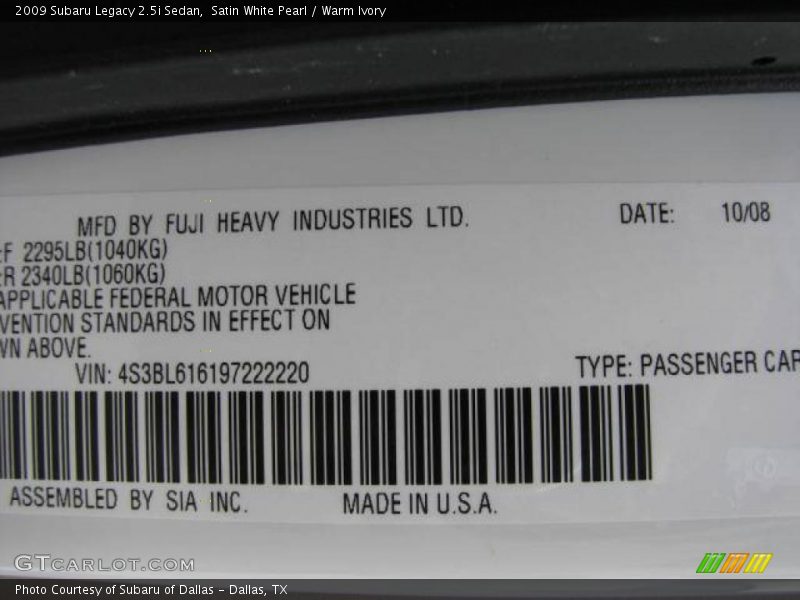 2009 Subaru Legacy 2.5i Sedan, Satin White Pearl / Warm Ivory
MFD BY FUJI HEAVY INDUSTRIES LTD. DATE: 10/08
F 2295LB(1040KG)
R 2340LB(1060KG)
APPLICABLE FEDERAL MOTOR VEHICLE
VENTION STANDARDS IN EFFECT ON
WN ABOVE.
VIN: 4S3BL616197222220 TYPE: PASSENGER CAR
ASSEMBLED BY SIA INC. MADE IN U.S.A.
GTCARLOT.COM
Photo Courtesy of Subaru of Dallas - Dallas, TX